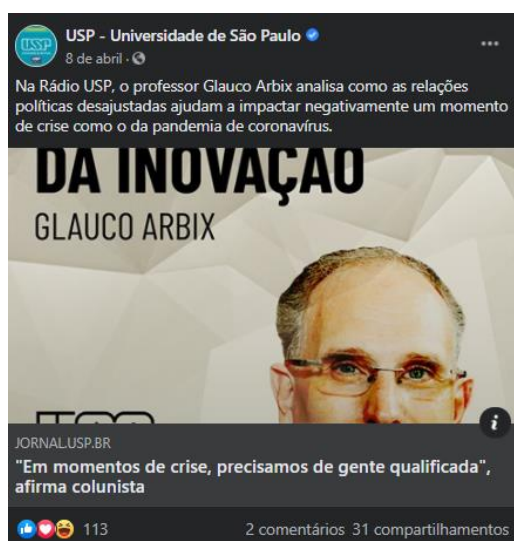 USP
USP - Universidade de São Paulo
8 de abril ·
Na Rádio USP, o professor Glauco Arbix analisa como as relações
políticas desajustadas ajudam a impactar negativamente um momento
de crise como o da pandemia de coronavírus.
DA INOVAÇÃO
GLAUCO ARBIX
JORNAL.USP.BR
"Em momentos de crise, precisamos de gente qualificada",
afirma colunista
113
2 comentários 31 compartilhamentos